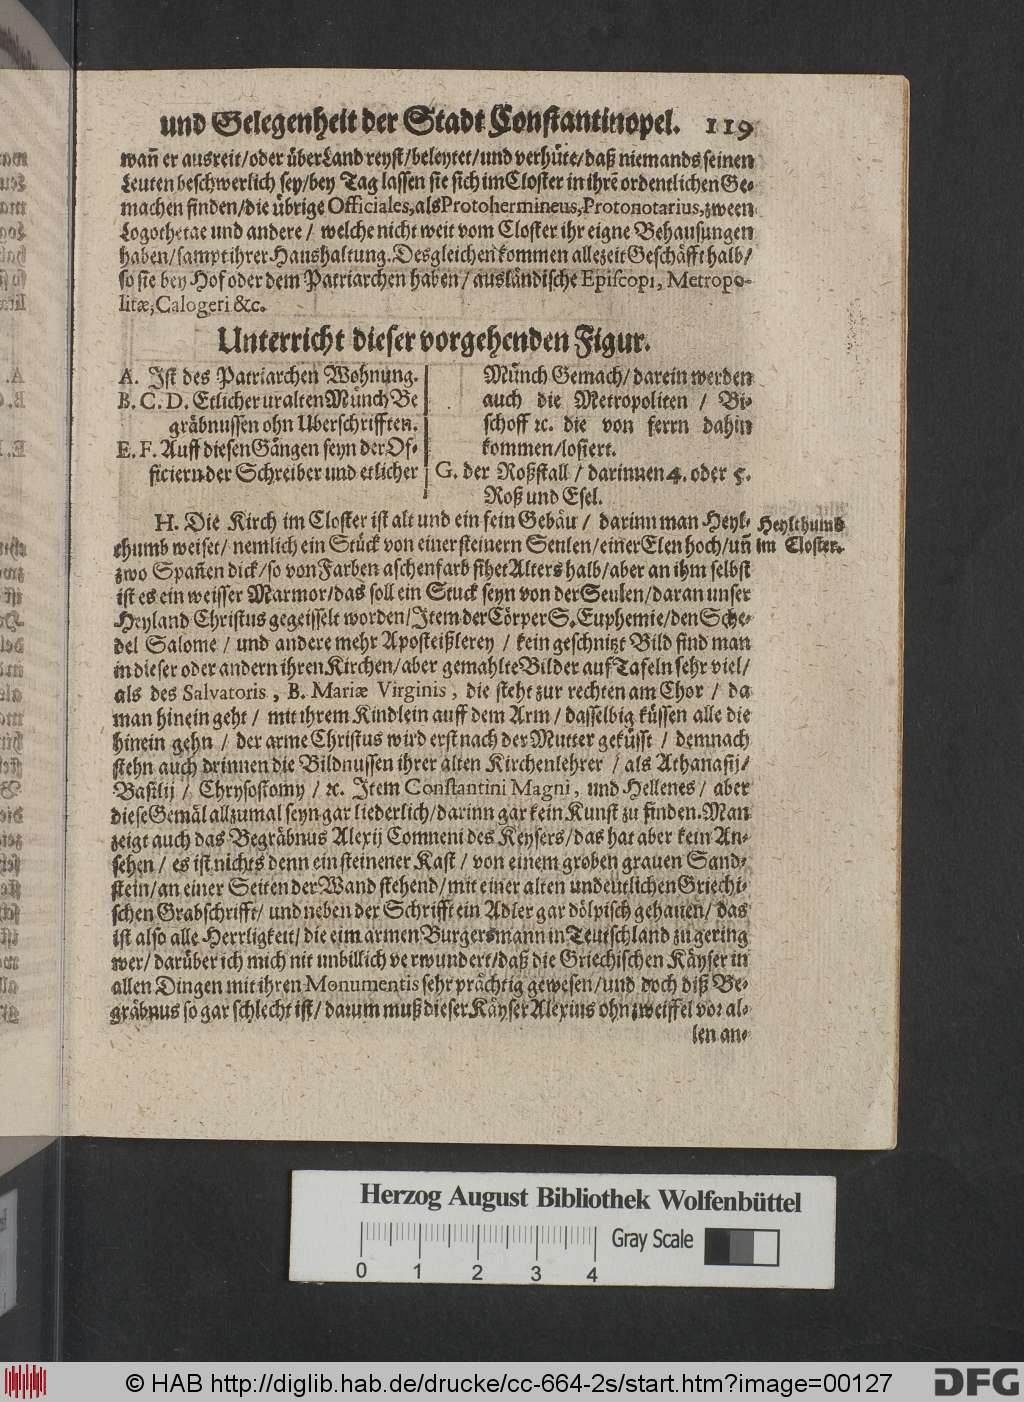 und Gelegenheit der Stadt Constantinopel. 119
wañ er ausreit/oder über Land reyst/beleytet/und verhüte/daß niemands seinen
Leuten beschwerlich sey/bey Tag lassen sie sich im Closter in ihrẽ ordentlichen Ge-
machen finden/die übrige Officiales, als Protohermineus, Protonotarius, zween
Logothetae und andere/ welche nicht weit vom Closter ihr eigne Behausungen
haben/sampt ihrer Haushaltung. Desgleichen kommen allezeit Geschäfft halb/
so sie bey Hof oder dem Patriarchen haben/ ausländische Episcopi, Metropo-
litæ, Calogeri &c.
Unterricht dieser vorgehenden Figur.
A. Ist des Patriarchen Wohnung.
B. C. D. Etlicher uralten Münch Be
gräbnussen ohn Uberschrifften.
E. F. Auff diesen Gängen seyn der Of-
ficiern der Schreiber und etlicher
Münch Gemach/ darein werden
auch die Metropoliten / Bi-
schoff ꝛc. die von ferrn dahin
kommen/losiert.
G. der Roßstall / darinnen 4. oder 5.
Roß und Esel.
H. Die Kirch im Closter ist alt und ein fein Gebäu / darinn man Heyl-
thumb weiset/ nemlich ein Stück von einer steinern Seulen/einer Elen hoch/uñ
zwo Spañen dick/so von Farben aschenfarb sihet Alters halb/aber an ihm selbst
ist es ein weisser Marmor/das soll ein Stuck seyn von der Seulen/daran unser
Heyland Christus gegeisselt worden/Item der Cörper S. Euphemie/den Sche-
del Salome / und andere mehr Aposteißlerey / kein geschnitzt Bild find man
in dieser oder andern ihren Kirchen/aber gemahlte Bilder auf Tafeln sehr viel/
als des Salvatoris, B. Mariæ Virginis, die steht zur rechten am Chor / da
man hinein geht / mit ihrem Kindlein auff dem Arm/ dasselbig küssen alle die
hinein gehn / der arme Christus wird erst nach der Mutter geküsst / demnach
stehn auch drinnen die Bildnussen ihrer alten Kirchenlehrer / als Athanasij/
Basilij / Chrysostomy / ꝛc. Item Constantini Magni, und Hellenes / aber
diese Gemäl allzumal seyn gar liederlich/darinn gar kein Kunst zu finden. Man
zeigt auch das Begräbnus Alexij Comneni des Keysers/das hat aber kein An-
sehen / es ist nichts denn ein steinener Kast / von einem groben grauen Sand-
stein/an einer Seiten der Wand stehend/mit einer alten undeutlichen Griechi-
schen Grabschrifft/ und neben der Schrifft ein Adler gar dölpisch gehauen/ das
ist also alle Herrligkeit/die eim armen Burgersmann in Teutschland zu gering
wer/ darüber ich mich nit unbillich verwundert/daß die Griechischen Käyser in
allen Dingen mit ihren Monumentis sehr prächtig gewesen/und doch diß Be-
gräbnus so gar schlecht ist/ darum muß dieser Käyser Alexius ohn zweiffel vor al-
len an-
Heylthumb
im Closter.
Herzog August Bibliothek Wolfenbüttel
Gray Scale
0 1 2 3 4
© HAB http://diglib.hab.de/drucke/cc-664-2s/start.htm?image=00127
DFG